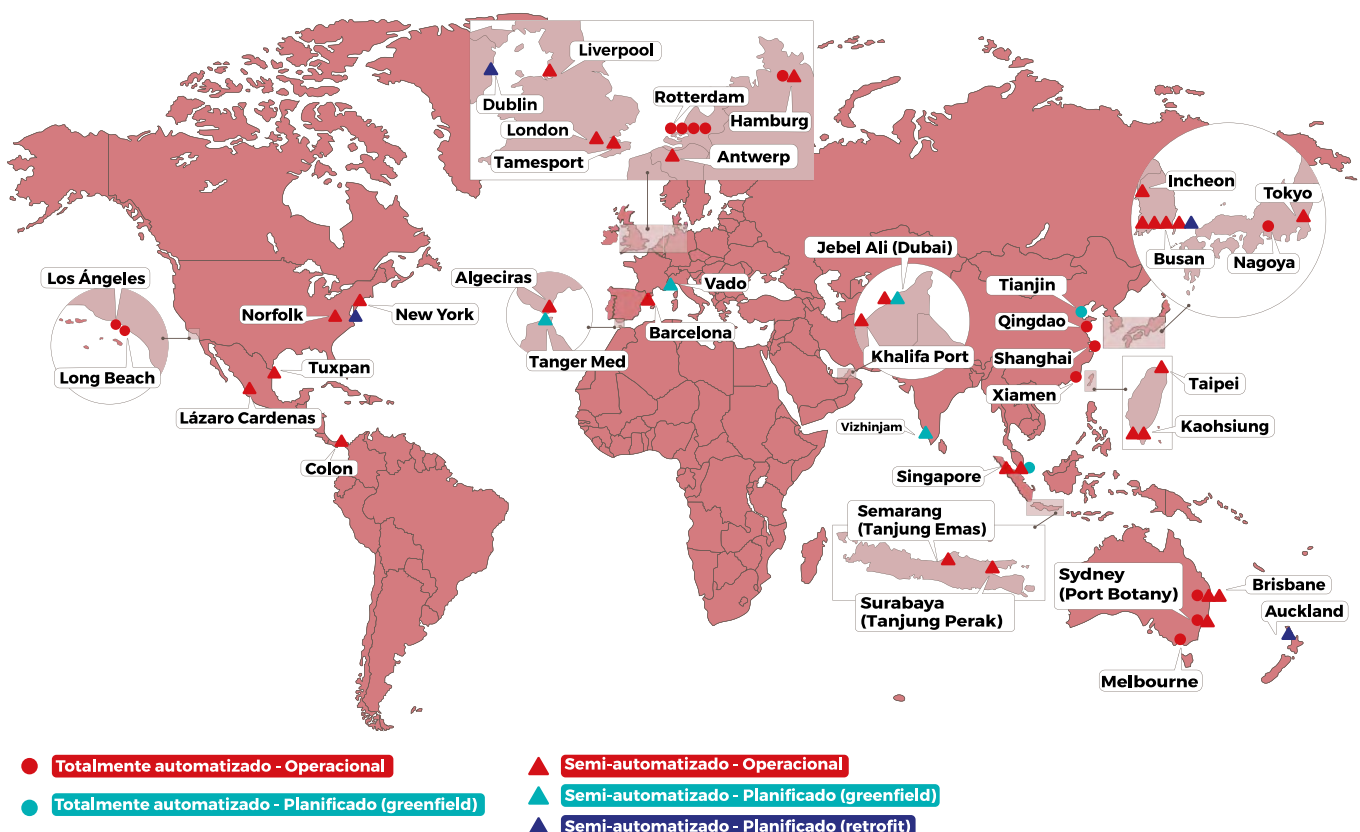 Liverpool
Dublin
London
Tamesport
Rotterdam
Hamburg
Antwerp
Incheon
Tokyo
Busan
Nagoya
Los Ángeles
Long Beach
Norfolk
New York
Tuxpan
Lázaro Cardenas
Colon
Algeciras
Tanger Med
Vado
Barcelona
Jebel Ali (Dubai)
Khalifa Port
Tianjin
Qingdao
Shanghai
Xiamen
Taipei
Kaohsiung
Vizhinjam
Singapore
Semarang
(Tanjung Emas)
Surabaya
(Tanjung Perak)
Sydney
(Port Botany)
Brisbane
Auckland
Melbourne
Totalmente automatizado - Operacional
Totalmente automatizado - Planificado (greenfield)
Semi-automatizado - Operacional
Semi-automatizado - Planificado (greenfield)
Semi-automatizado - Planificado (retrofit)